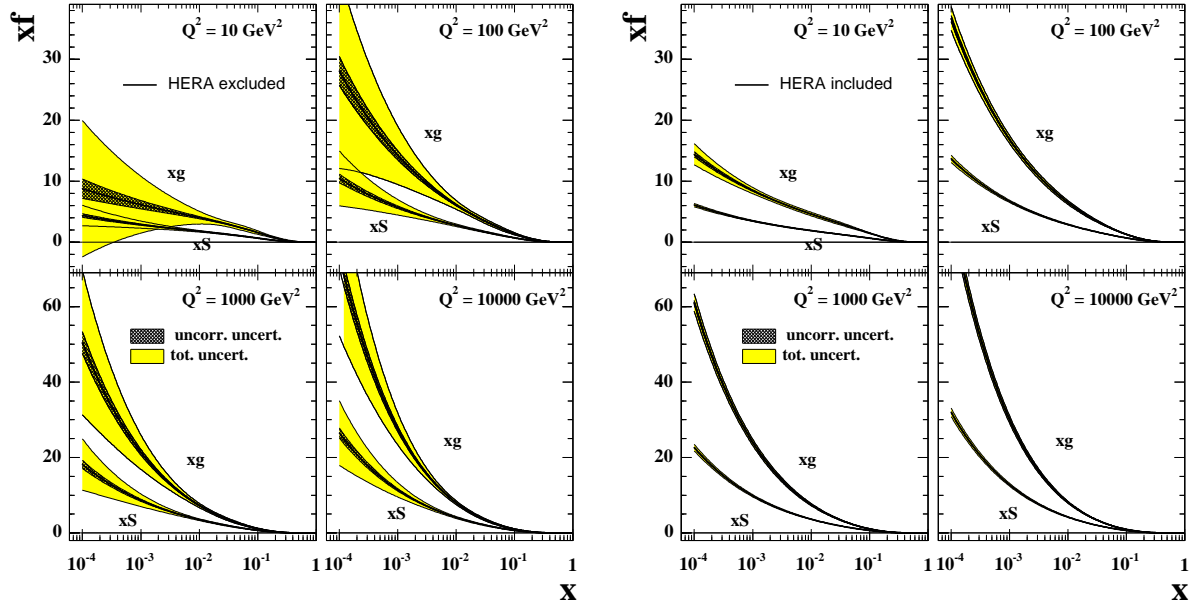 xf
Q² = 10 GeV²
HERA excluded
xg
xS
30
20
10
0
Q² = 100 GeV²
xg
xS
Q² = 1000 GeV²
uncorr. uncert.
tot. uncert.
xg
xS
60
40
20
0
10⁻⁴ 10⁻³ 10⁻² 10⁻¹ 1
Q² = 10000 GeV²
xg
xS
10⁻⁴ 10⁻³ 10⁻² 10⁻¹ 1
x
xf
Q² = 10 GeV²
HERA included
xg
xS
30
20
10
0
Q² = 100 GeV²
xg
xS
Q² = 1000 GeV²
uncorr. uncert.
tot. uncert.
xg
xS
60
40
20
0
10⁻⁴ 10⁻³ 10⁻² 10⁻¹
Q² = 10000 GeV²
xg
xS
10⁻⁴ 10⁻³ 10⁻² 10⁻¹ 1
x